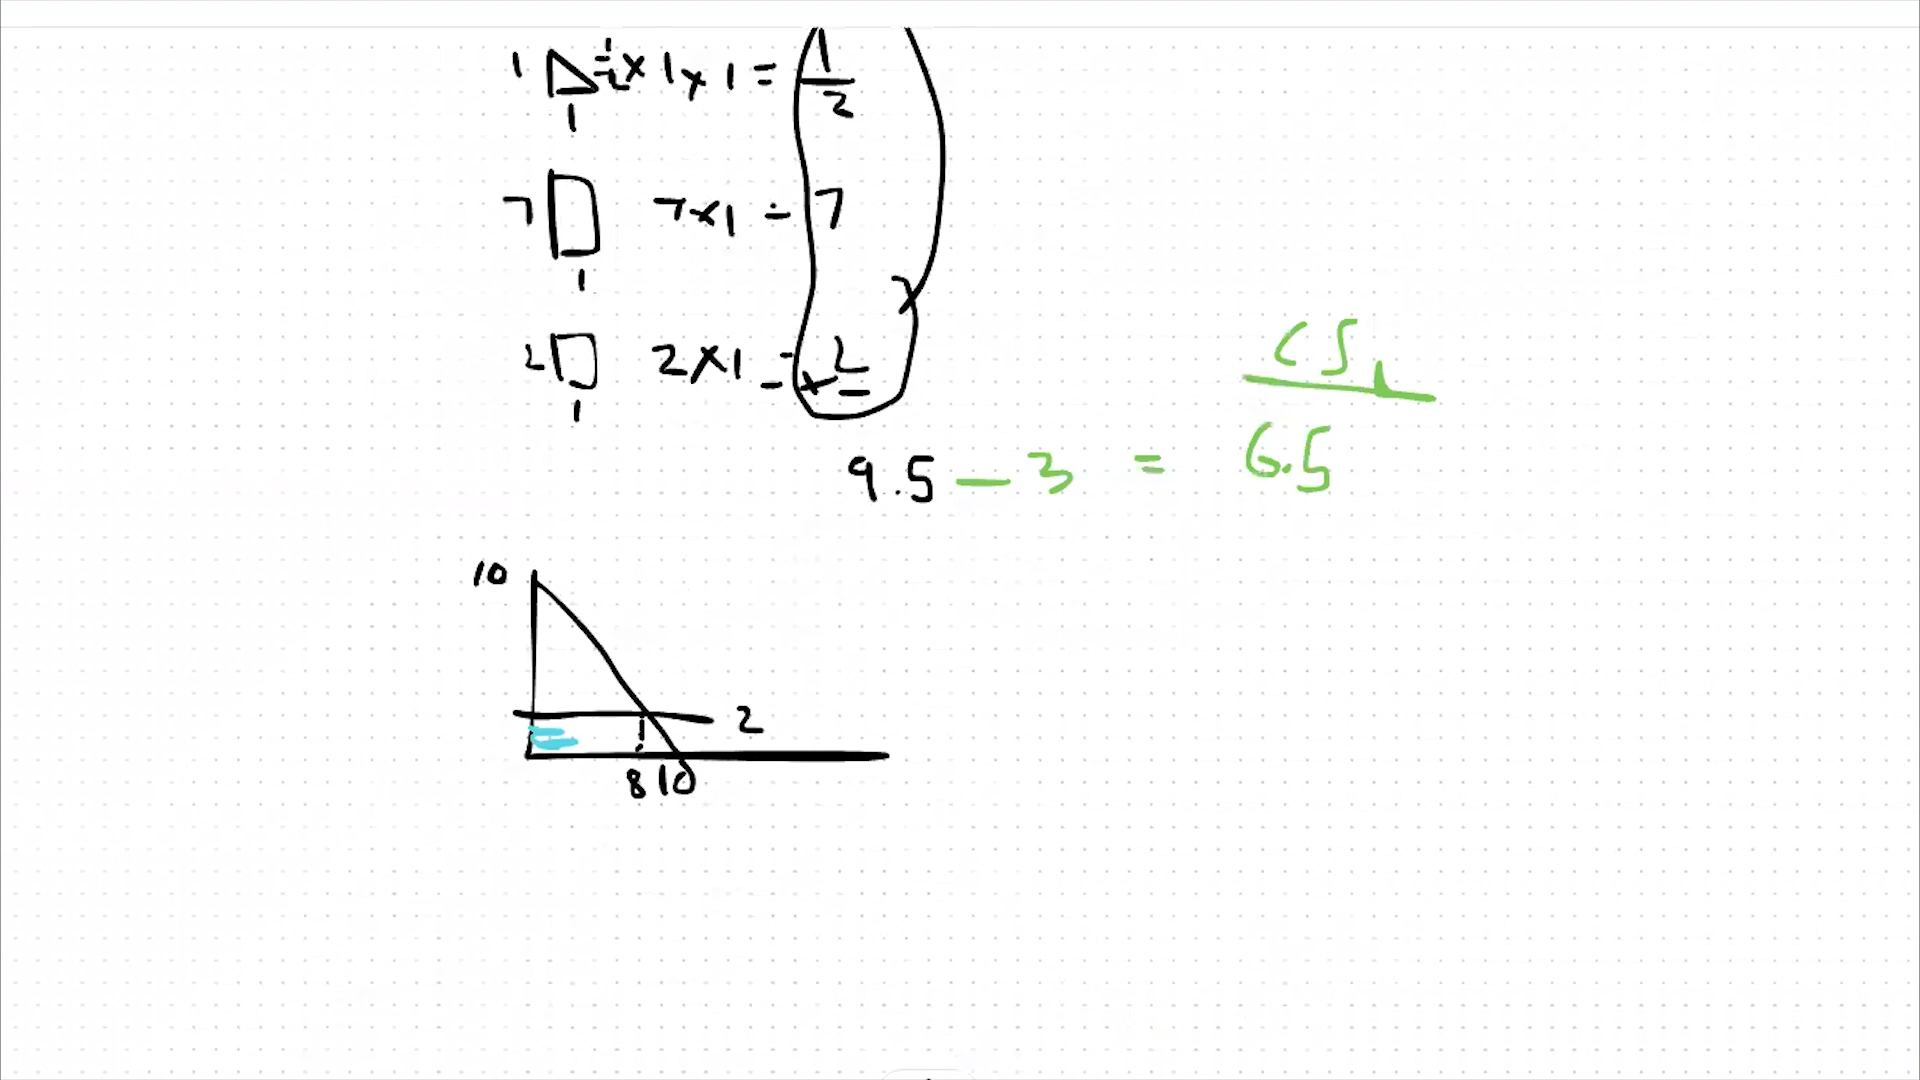 1 1/2 x 1 x 1 = 1/2
1
7 7x1 = 7
1
2 2x1 = 2
1
CS1
9.5 - 3 = 6.5
10
2
8 10